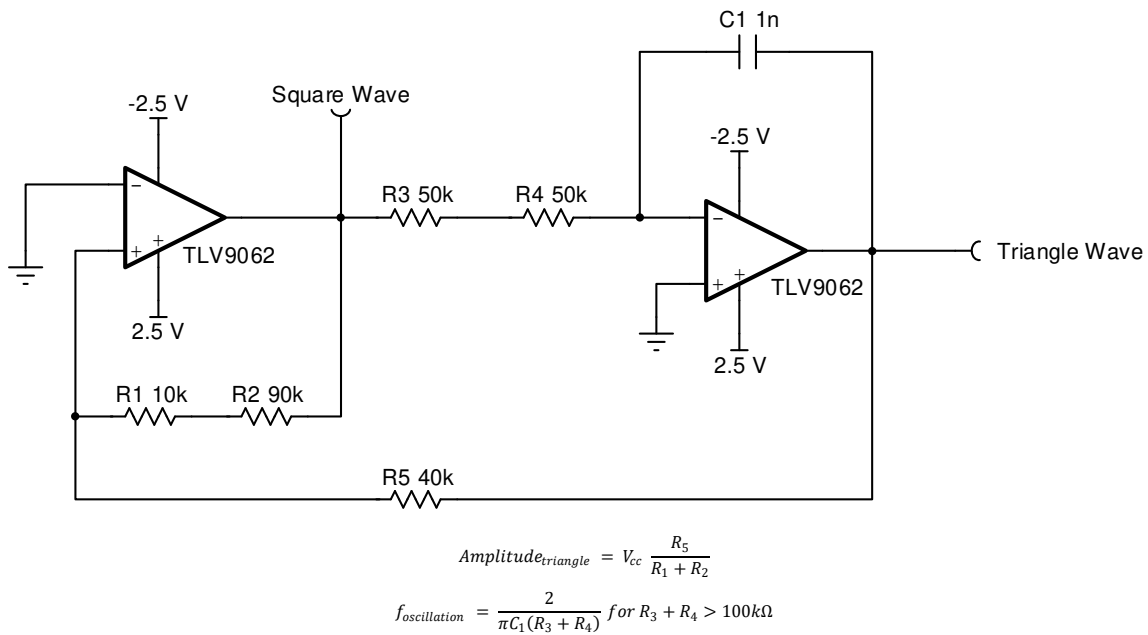 C1 1n
Square Wave
-2.5 V
-2.5 V
R3 50k
R4 50k
−
−
+
+
TLV9062
Triangle Wave
+
+
TLV9062
2.5 V
2.5 V
R1 10k
R2 90k
R5 40k
Amplitude_triangle = V_cc R_5 / (R_1 + R_2)
f_oscillation = 2 / (πC_1(R_3 + R_4)) for R_3 + R_4 > 100kΩ